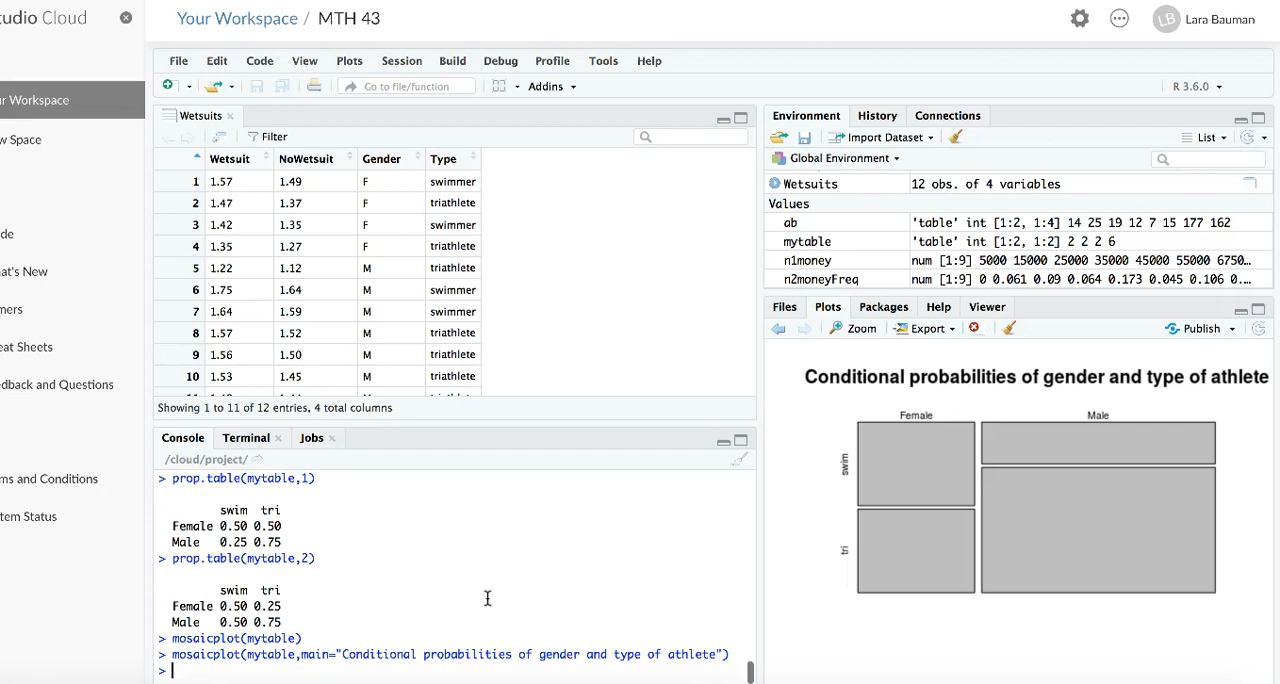 tudio Cloud
Your Workspace / MTH 43
LB Lara Bauman
r Workspace
w Space
de
at's New
mers
eat Sheets
edback and Questions
ms and Conditions
tem Status
File Edit Code View Plots Session Build Debug Profile Tools Help
Go to file/function Addins R 3.6.0
Wetsuits
Filter
Wetsuit NoWetsuit Gender Type
1 1.57 1.49 F swimmer
2 1.47 1.37 F triathlete
3 1.42 1.35 F swimmer
4 1.35 1.27 F triathlete
5 1.22 1.12 M triathlete
6 1.75 1.64 M swimmer
7 1.64 1.59 M swimmer
8 1.57 1.52 M triathlete
9 1.56 1.50 M triathlete
10 1.53 1.45 M triathlete
Showing 1 to 11 of 12 entries, 4 total columns
Console Terminal Jobs
/cloud/project/
> prop.table(mytable,1)
swim tri
Female 0.50 0.50
Male 0.25 0.75
> prop.table(mytable,2)
swim tri
Female 0.50 0.25
Male 0.50 0.75
> mosaicplot(mytable)
> mosaicplot(mytable,main="Conditional probabilities of gender and type of athlete")
>
Environment History Connections
Import Dataset List
Global Environment
Wetsuits 12 obs. of 4 variables
Values
ab 'table' int [1:2, 1:4] 14 25 19 12 7 15 177 162
mytable 'table' int [1:2, 1:2] 2 2 2 6
n1money num [1:9] 5000 15000 25000 35000 45000 55000 6750…
n2moneyFreq num [1:9] 0 0.061 0.09 0.064 0.173 0.045 0.106 0.…
Files Plots Packages Help Viewer
Zoom Export Publish
Conditional probabilities of gender and type of athlete
Female Male
swim
tri